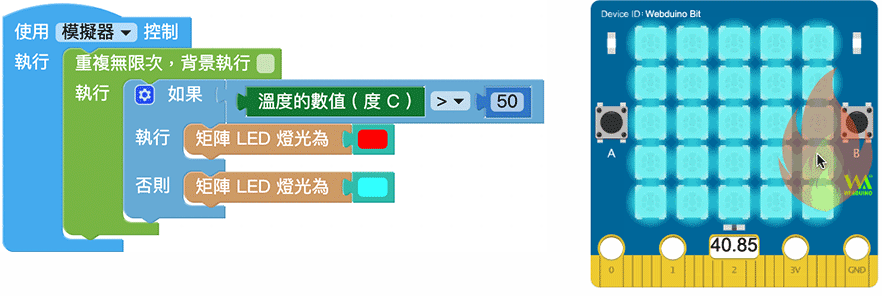 使用 模擬器 控制
執行
重複無限次，背景執行
執行
如果 溫度的數值 ( 度 C ) > 50
執行 矩陣 LED 燈光為
否則 矩陣 LED 燈光為
Device ID: Webduino Bit
A
B
WEBDUINO
40.85
0 1 2 3V GND